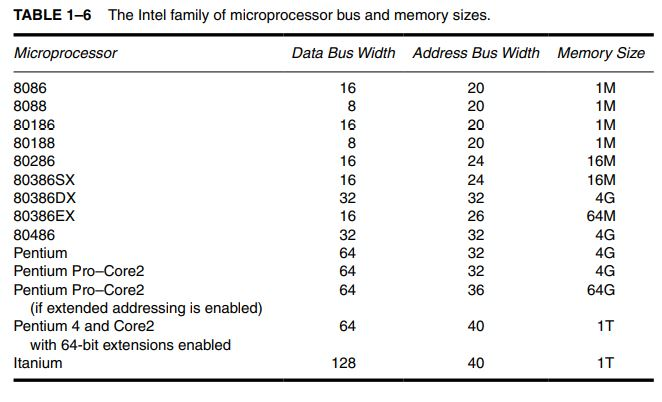 TABLE 1–6 The Intel family of microprocessor bus and memory sizes.
Microprocessor Data Bus Width Address Bus Width Memory Size
8086 16 20 1M
8088 8 20 1M
80186 16 20 1M
80188 8 20 1M
80286 16 24 16M
80386SX 16 24 16M
80386DX 32 32 4G
80386EX 16 26 64M
80486 32 32 4G
Pentium 64 32 4G
Pentium Pro–Core2 64 32 4G
Pentium Pro–Core2 64 36 64G
(if extended addressing is enabled)
Pentium 4 and Core2 64 40 1T
with 64-bit extensions enabled
Itanium 128 40 1T